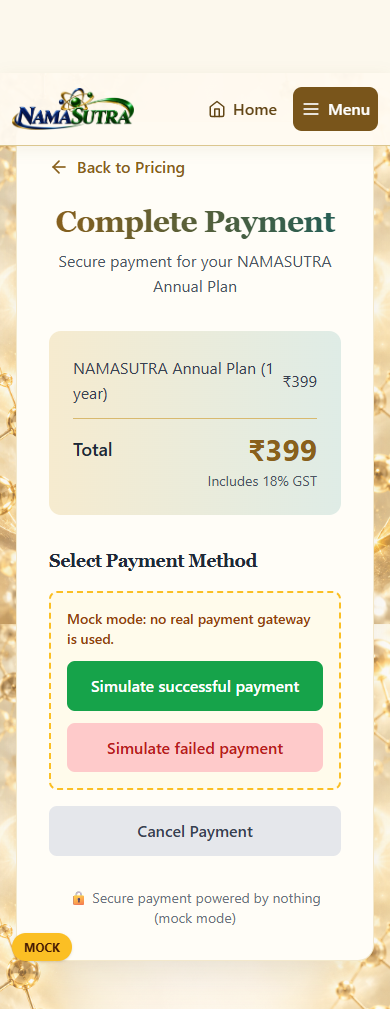 NAMASUTRA
Home
Menu
Back to Pricing
Complete Payment
Secure payment for your NAMASUTRA
Annual Plan
NAMASUTRA Annual Plan (1
year)
₹399
Total
₹399
Includes 18% GST
Select Payment Method
Mock mode: no real payment gateway
is used.
Simulate successful payment
Simulate failed payment
Cancel Payment
🔒 Secure payment powered by nothing
(mock mode)
MOCK